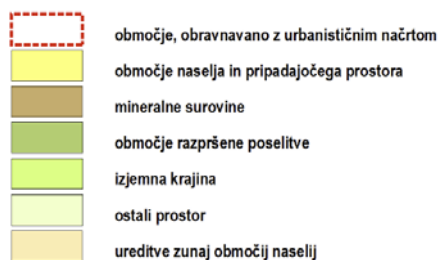 območje, obravnavano z urbanističnim načrtom
območje naselja in pripadajočega prostora
mineralne surovine
območje razpršene poselitve
izjemna krajina
ostali prostor
ureditve zunaj območij naselij